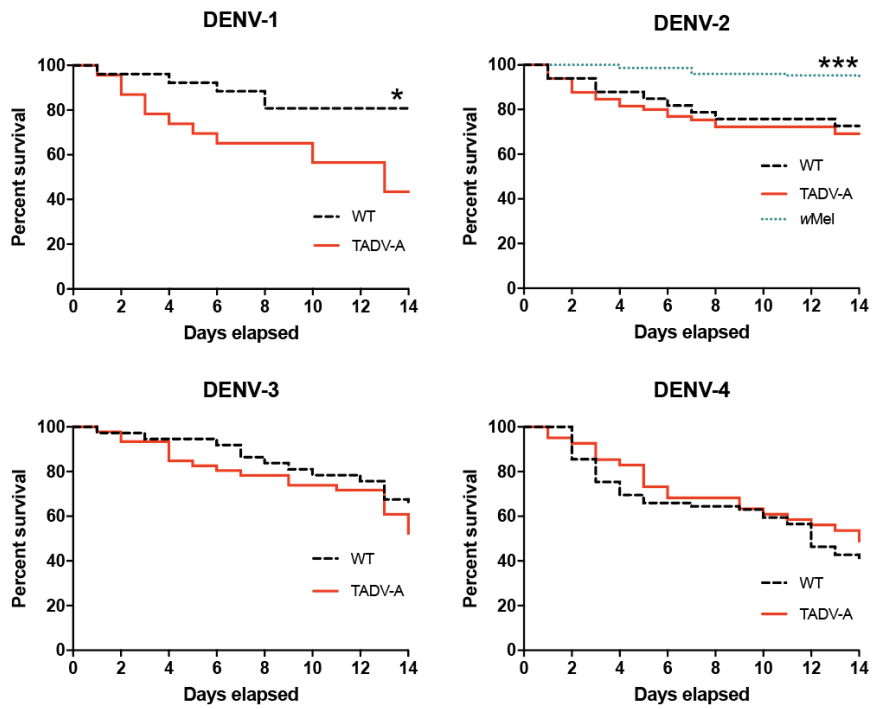 DENV-1
Percent survival
100
80
60
40
20
0
*
WT
TADV-A
0 2 4 6 8 10 12 14
Days elapsed
DENV-2
Percent survival
100
80
60
40
20
0
***
WT
TADV-A
wMel
0 2 4 6 8 10 12 14
Days elapsed
DENV-3
Percent survival
100
80
60
40
20
0
WT
TADV-A
0 2 4 6 8 10 12 14
Days elapsed
DENV-4
Percent survival
100
80
60
40
20
0
WT
TADV-A
0 2 4 6 8 10 12 14
Days elapsed